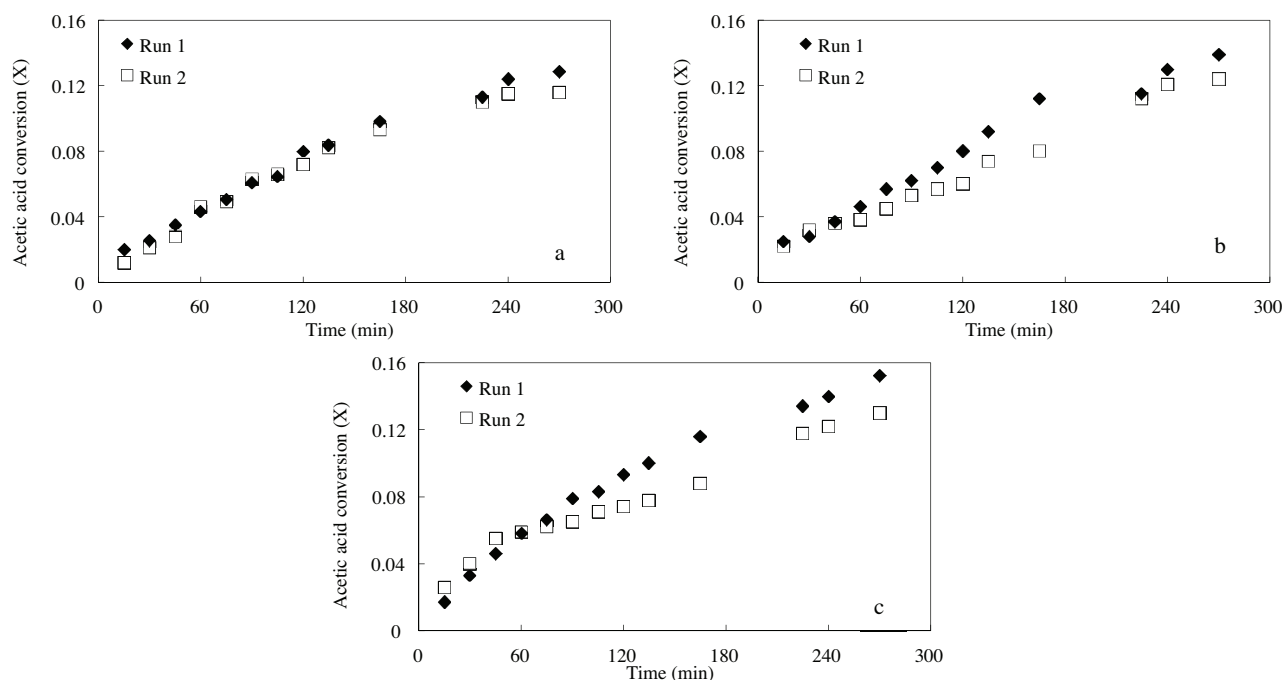 0.16
0.12
0.08
0.04
0
Acetic acid conversion (X)
Run 1
Run 2
a
0 60 120 180 240 300
Time (min)
0.16
0.12
0.08
0.04
0
Acetic acid conversion (X)
Run 1
Run 2
b
0 60 120 180 240 300
Time (min)
0.16
0.12
0.08
0.04
0
Acetic acid conversion (X)
Run 1
Run 2
c
0 60 120 180 240 300
Time (min)